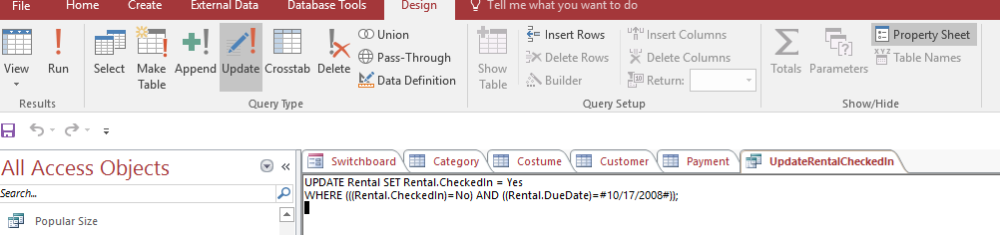 File Home Create External Data Database Tools Design Tell me what you want to do
View Run Select Make Table Append Update Crosstab Delete
Union
Pass-Through
Data Definition
Show Table
Insert Rows
Delete Rows
Builder
Insert Columns
Delete Columns
Return:
Totals Parameters
Property Sheet
XYZ Table Names
Results Query Type Query Setup Show/Hide
All Access Objects
Search...
Popular Size
Switchboard Category Costume Customer Payment UpdateRentalCheckedIn
UPDATE Rental SET Rental.CheckedIn = Yes
WHERE (((Rental.CheckedIn)=No) AND ((Rental.DueDate)=#10/17/2008#));